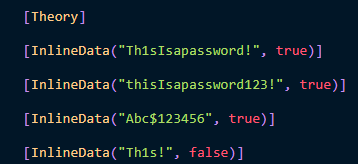 [Theory]
[InlineData("Th1sIsapassword!", true)]
[InlineData("thisIsapassword123!", true)]
[InlineData("Abc$123456", true)]
[InlineData("Th1s!", false)]